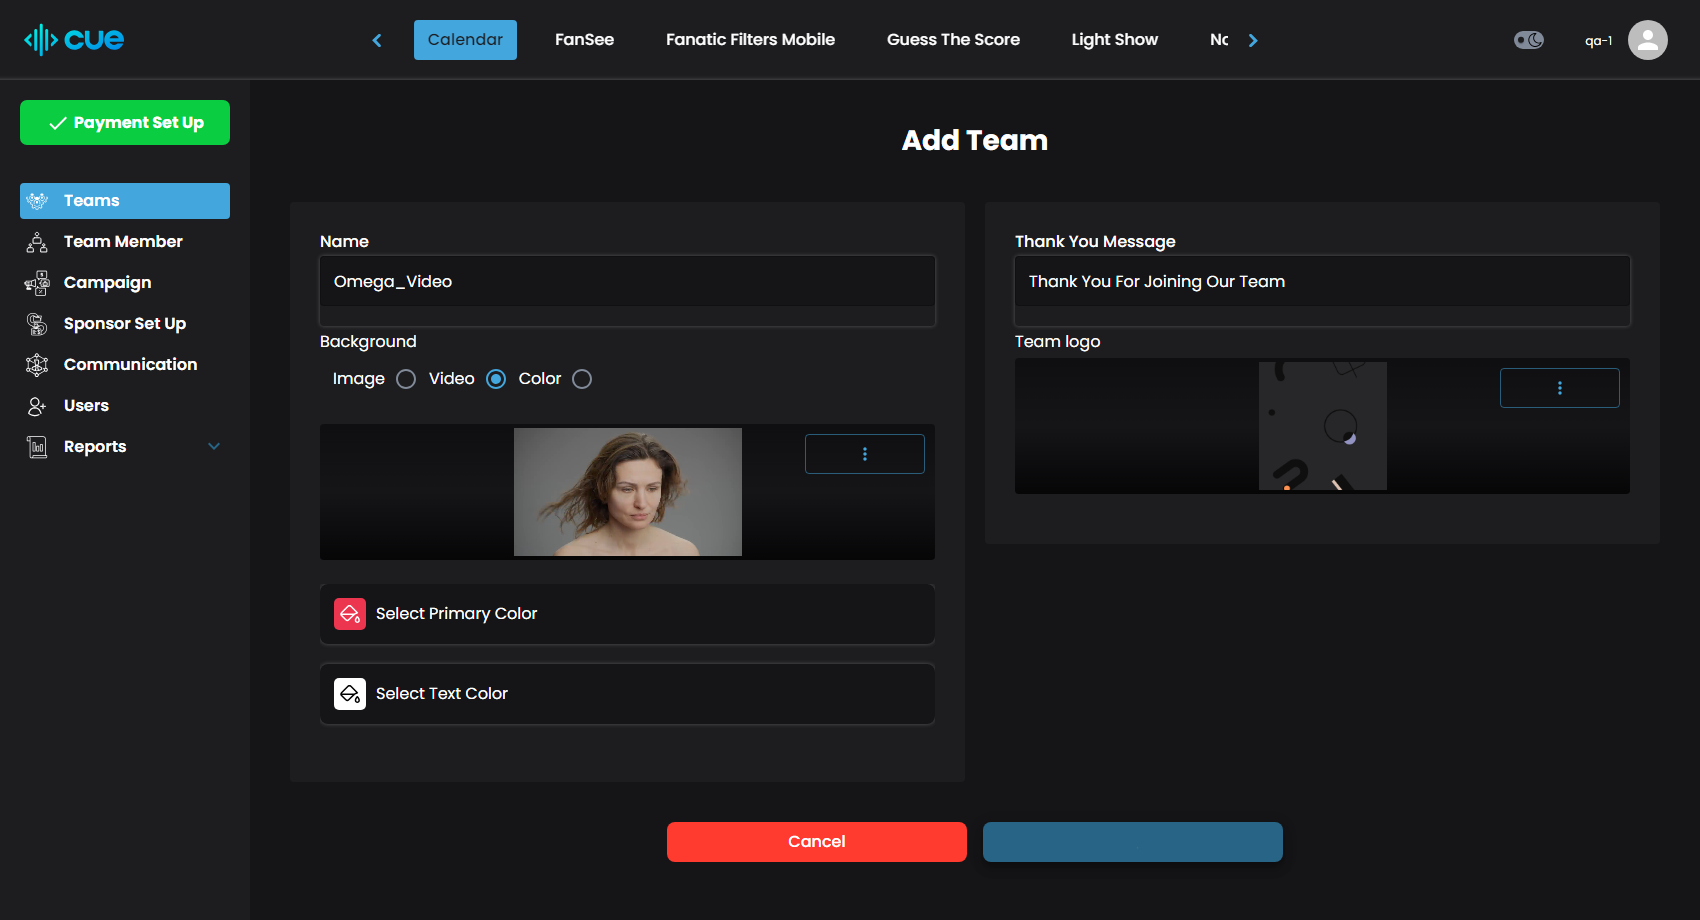 cue
Calendar
FanSee
Fanatic Filters Mobile
Guess The Score
Light Show
qa-1
Payment Set Up
Teams
Team Member
Campaign
Sponsor Set Up
Communication
Users
Reports
Add Team
Name
Omega_Video
Background
Image
Video
Color
Select Primary Color
Select Text Color
Thank You Message
Thank You For Joining Our Team
Team logo
Cancel